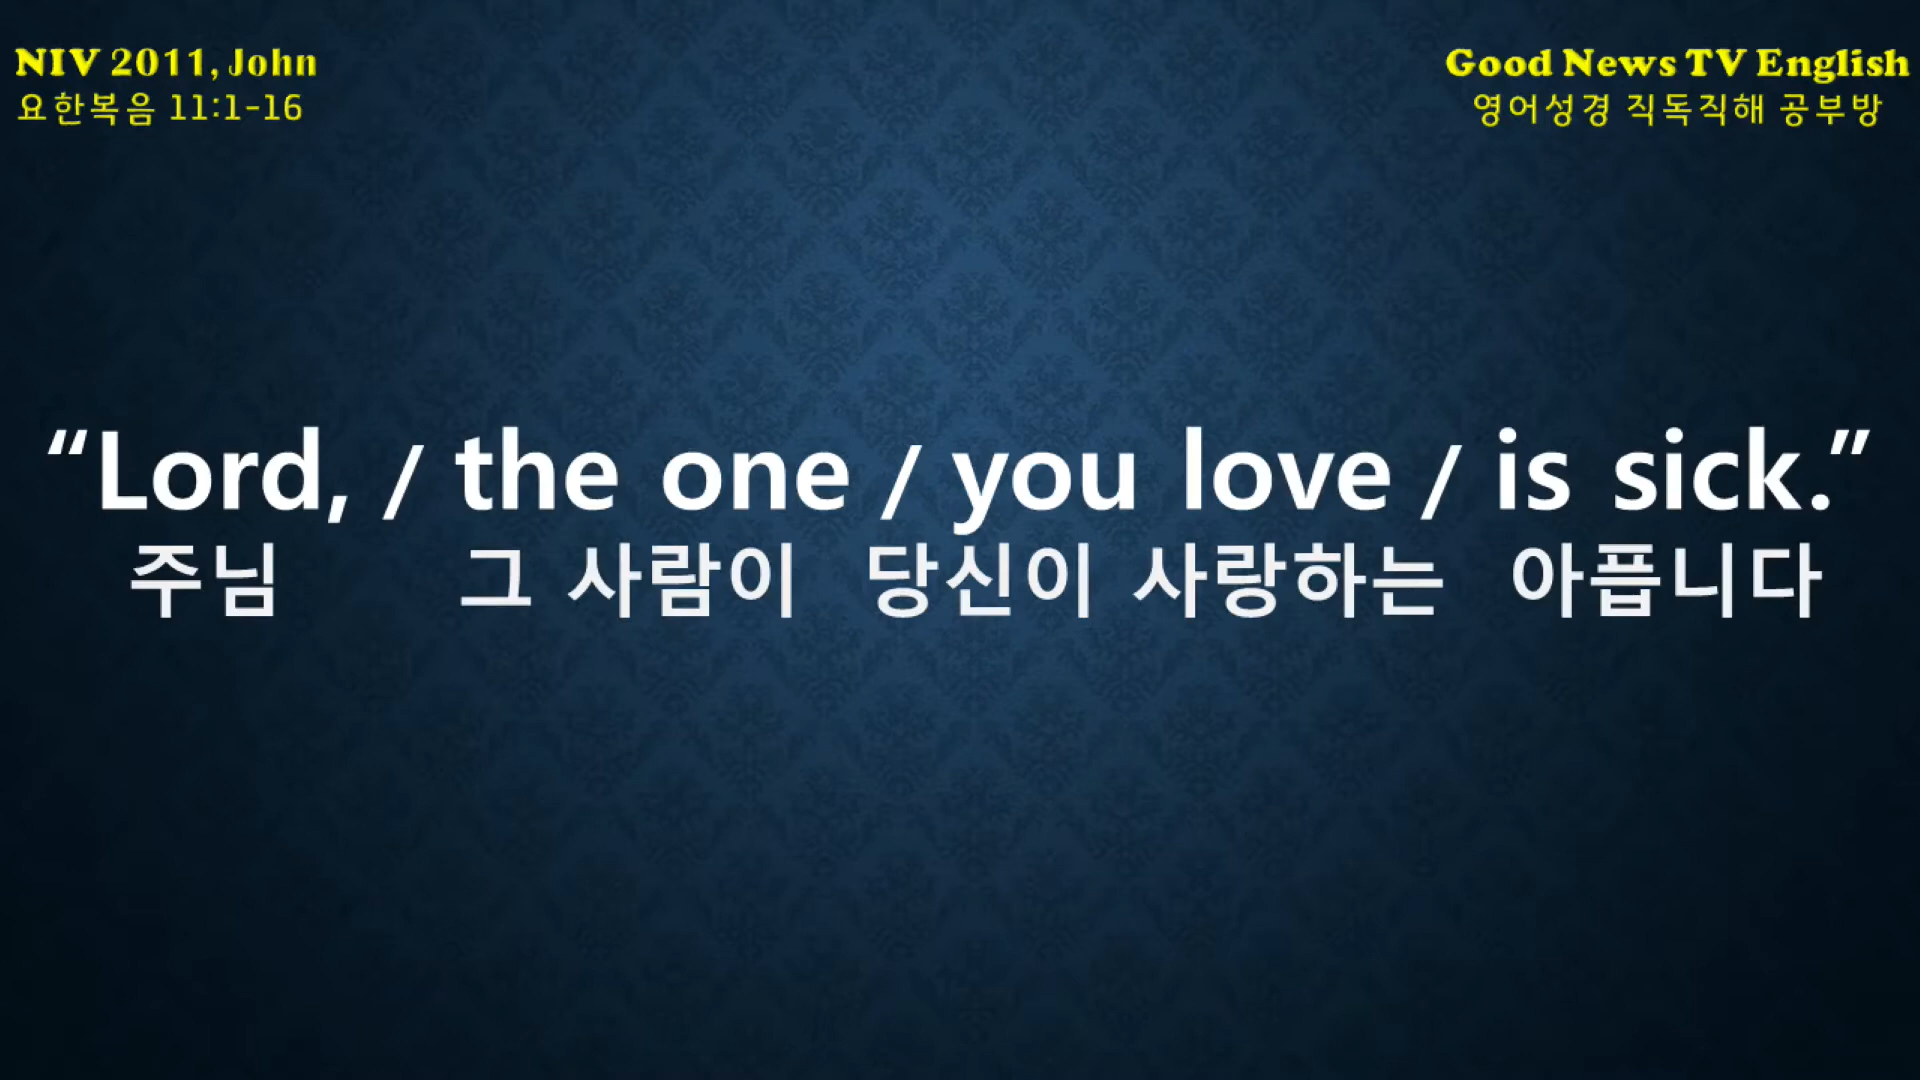 NIV 2011, John
요한복음 11:1-16
Good News TV English
영어성경 직독직해 공부방
“Lord, / the one / you love / is sick.”
주님 그 사람이 당신이 사랑하는 아픕니다